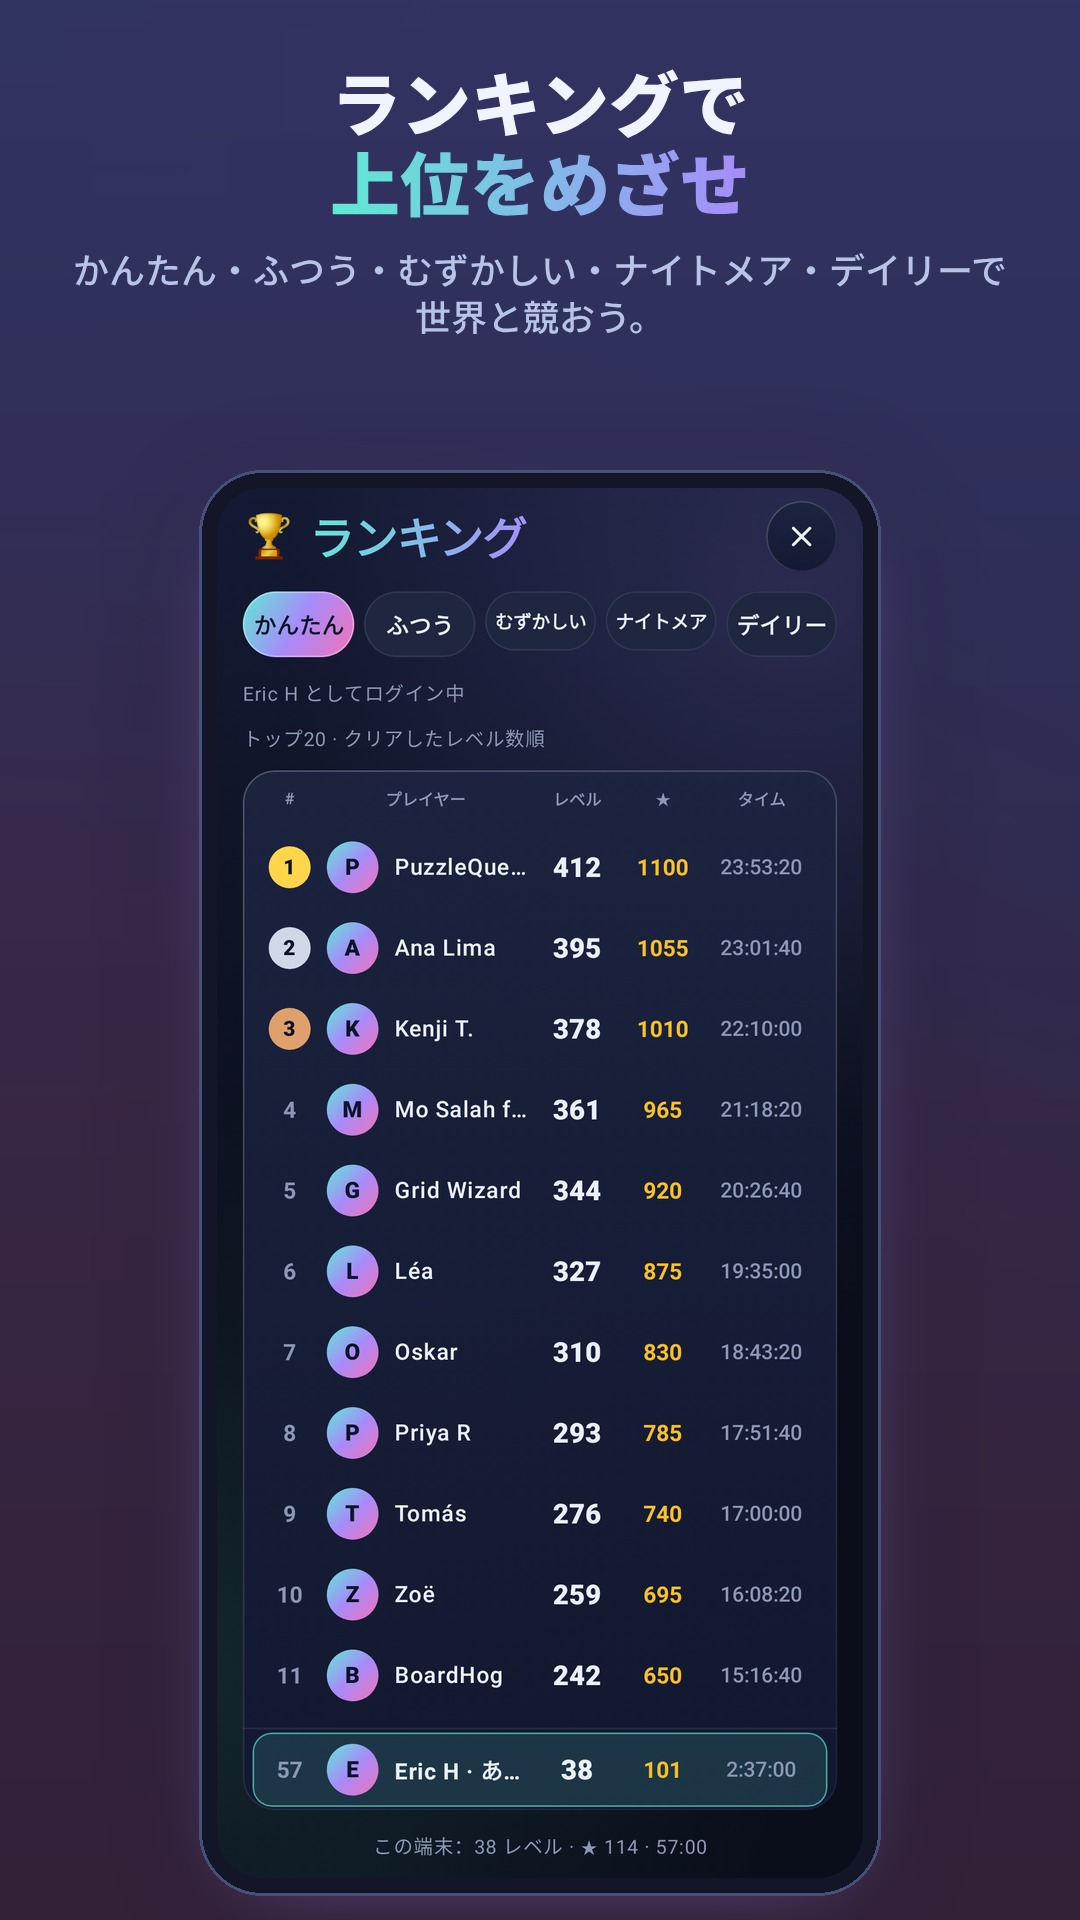 ランキングで
上位をめざせ
かんたん・ふつう・むずかしい・ナイトメア・デイリーで
世界と競おう。
ランキング
かんたん ふつう むずかしい ナイトメア デイリー
Eric H としてログイン中
トップ20 · クリアしたレベル数順
# プレイヤー レベル ★ タイム
1 P PuzzleQue… 412 1100 23:53:20
2 A Ana Lima 395 1055 23:01:40
3 K Kenji T. 378 1010 22:10:00
4 M Mo Salah f… 361 965 21:18:20
5 G Grid Wizard 344 920 20:26:40
6 L Léa 327 875 19:35:00
7 O Oskar 310 830 18:43:20
8 P Priya R 293 785 17:51:40
9 T Tomás 276 740 17:00:00
10 Z Zoë 259 695 16:08:20
11 B BoardHog 242 650 15:16:40
57 E Eric H · あ… 38 101 2:37:00
この端末: 38 レベル · ★ 114 · 57:00